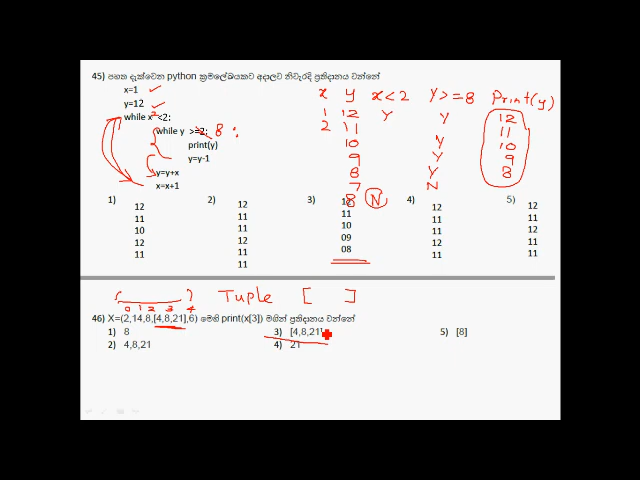 45) පහත දැක්වෙන python ක්‍රමලේඛයකට අදාලව නිවැරදි ප්‍රතිදානය වන්නේ
x=1
y=12
while x <2:
while y >=2; 8 :
print(y)
y=y-1
y=y+x
x=x+1
x y x<2 y>=8 Print(y)
1 12 Y Y 12
2 11 11
10 Y 10
9 Y 9
8 Y 8
7 N
8 N
1) 2) 3) 4) 5)
12 12 12 12 12
11 11 11 11 11
10 11 10 11 12
12 11 09 12 11
11 11 08 11
11
Tuple [ ]
0 1 2 3 4
46) X=(2,14,8,[4,8,21],6) මෙහි print(x[3]) මගින් ප්‍රතිදානය වන්නේ
1) 8 3) [4,8,21] 5) [8]
2) 4,8,21 4) 21